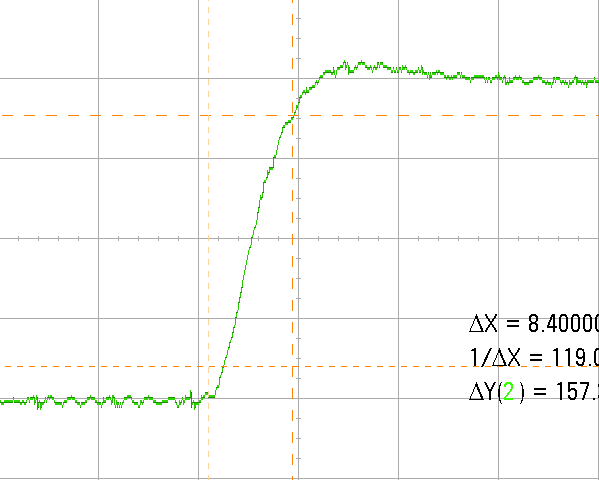 ΔX = 8.40000
1/ΔX = 119.0
ΔY(2) = 157.